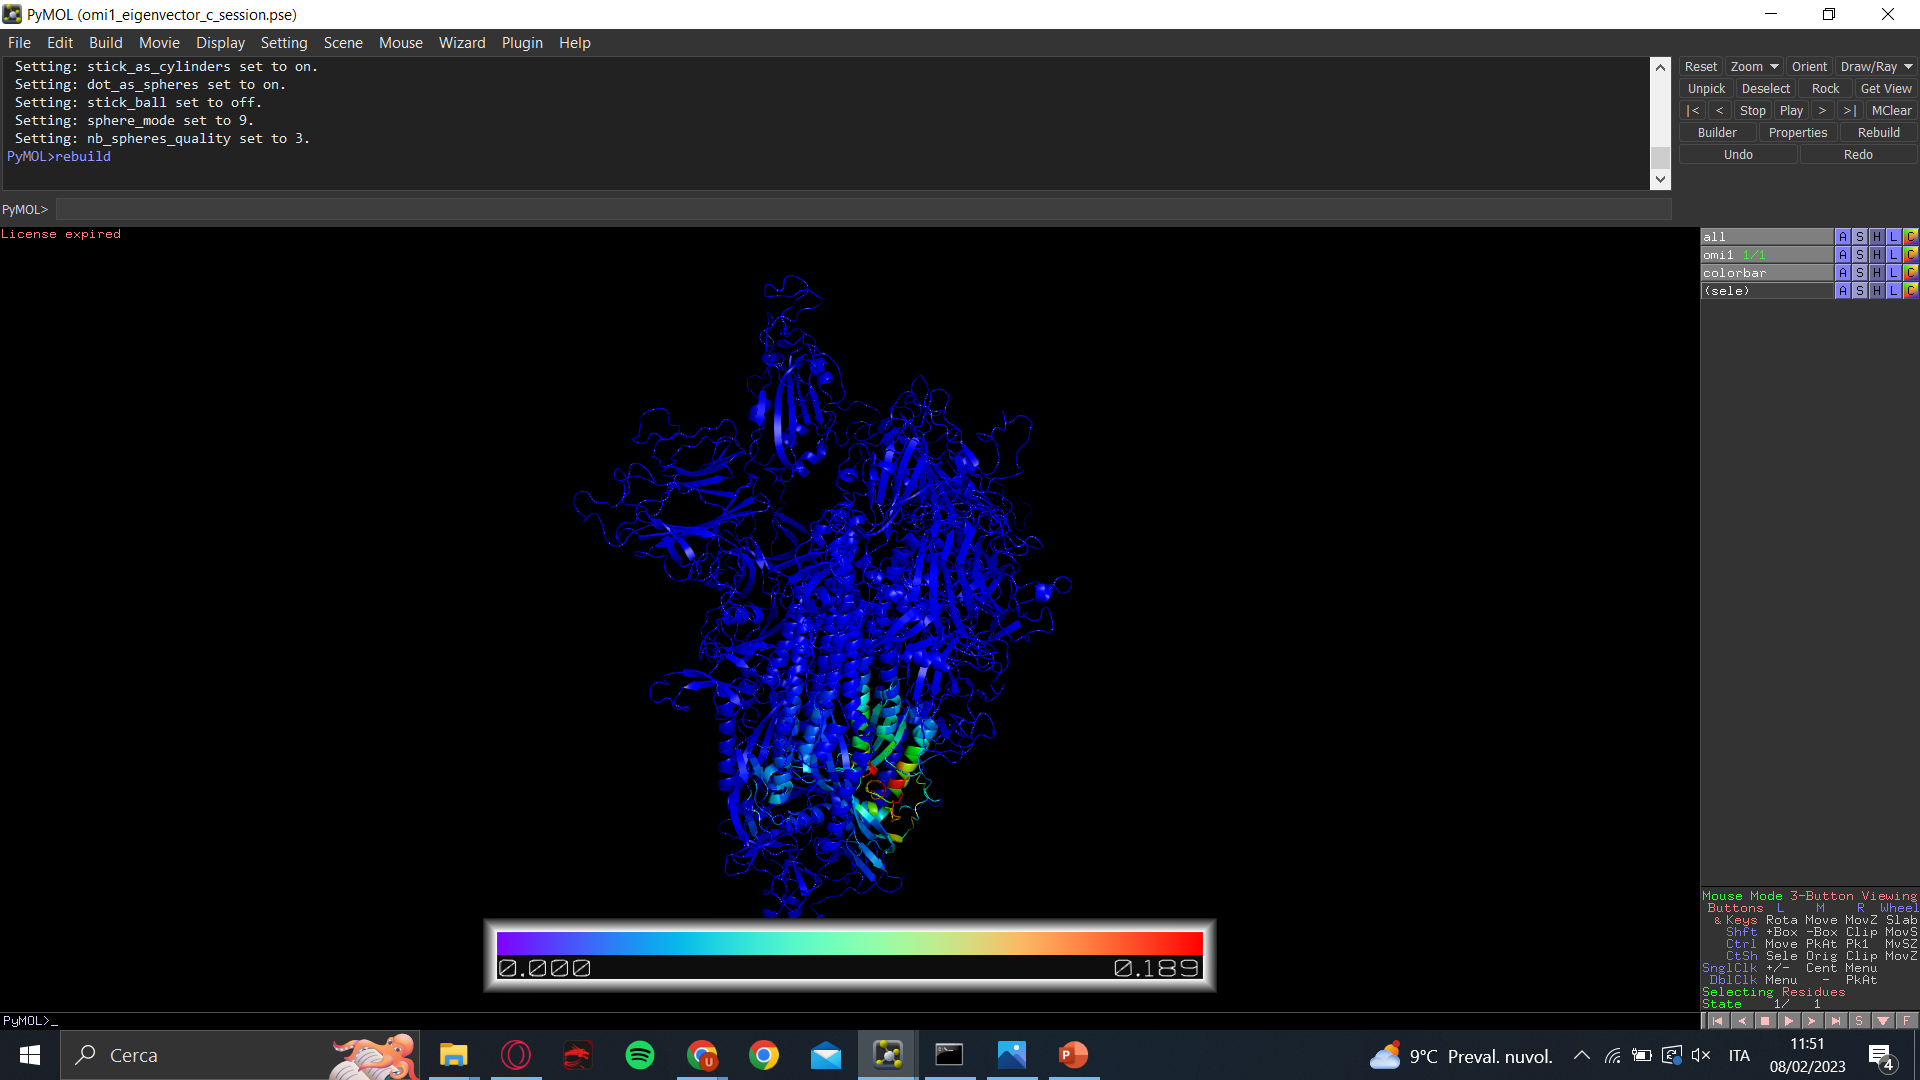 PyMOL (omi1_eigenvector_c_session.pse)
File Edit Build Movie Display Setting Scene Mouse Wizard Plugin Help
Setting: stick_as_cylinders set to on.
Setting: dot_as_spheres set to on.
Setting: stick_ball set to off.
Setting: sphere_mode set to 9.
Setting: nb_spheres_quality set to 3.
PyMOL>rebuild
PyMOL>
Reset Zoom Orient Draw/Ray
Unpick Deselect Rock Get View
|< < Stop Play > >| MClear
Builder Properties Rebuild
Undo Redo
License expired
all A S H L C
omi1 1/1 A S H L C
colorbar A S H L C
(sele) A S H L C
0.000 0.189
Mouse Mode 3-Button Viewing
Buttons L M R Wheel
& Keys Rota Move MovZ Slab
Shft +Box -Box Clip MovS
Ctrl Move PkAt Pk1 MvSZ
CtSh Sele Orig Clip MovZ
SnglClk +/- Cent Menu
DblClk Menu - PkAt
Selecting Residues
State 1/ 1
S F
PyMOL>_
Cerca
9°C Preval. nuvol.
ITA
11:51
08/02/2023
4